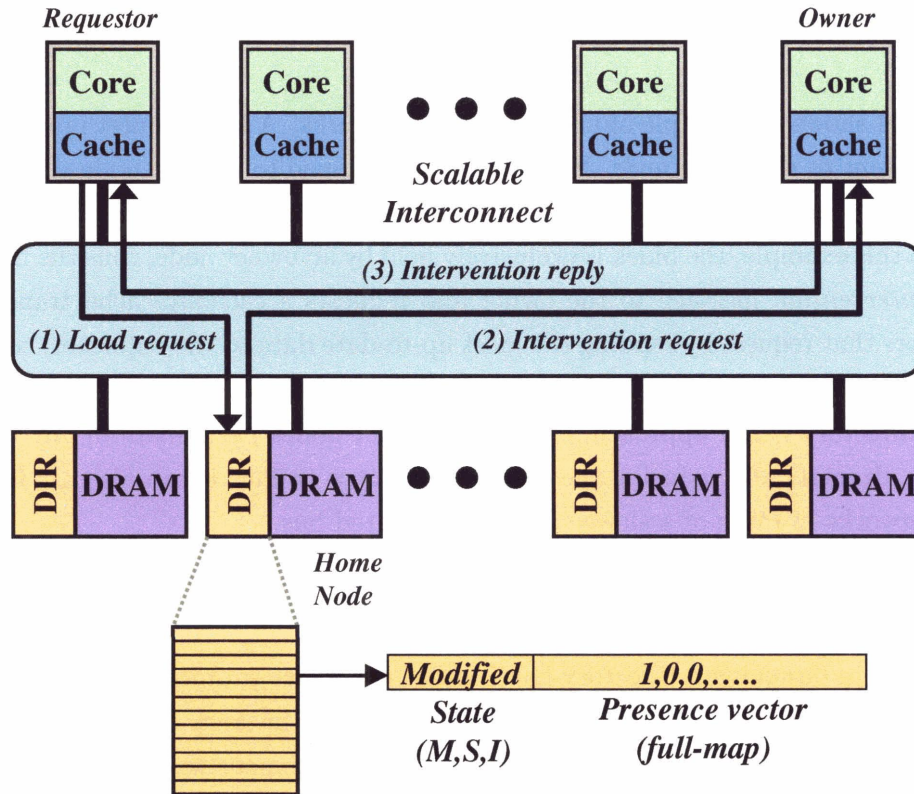 Requestor
Owner
Core
Core
Core
Core
Cache
Cache
Cache
Cache
Scalable
Interconnect
(3) Intervention reply
(1) Load request
(2) Intervention request
DIR
DRAM
DIR
DRAM
DIR
DRAM
DIR
DRAM
Home
Node
Modified
1,0,0,.....
State
(M,S,I)
Presence vector
(full-map)